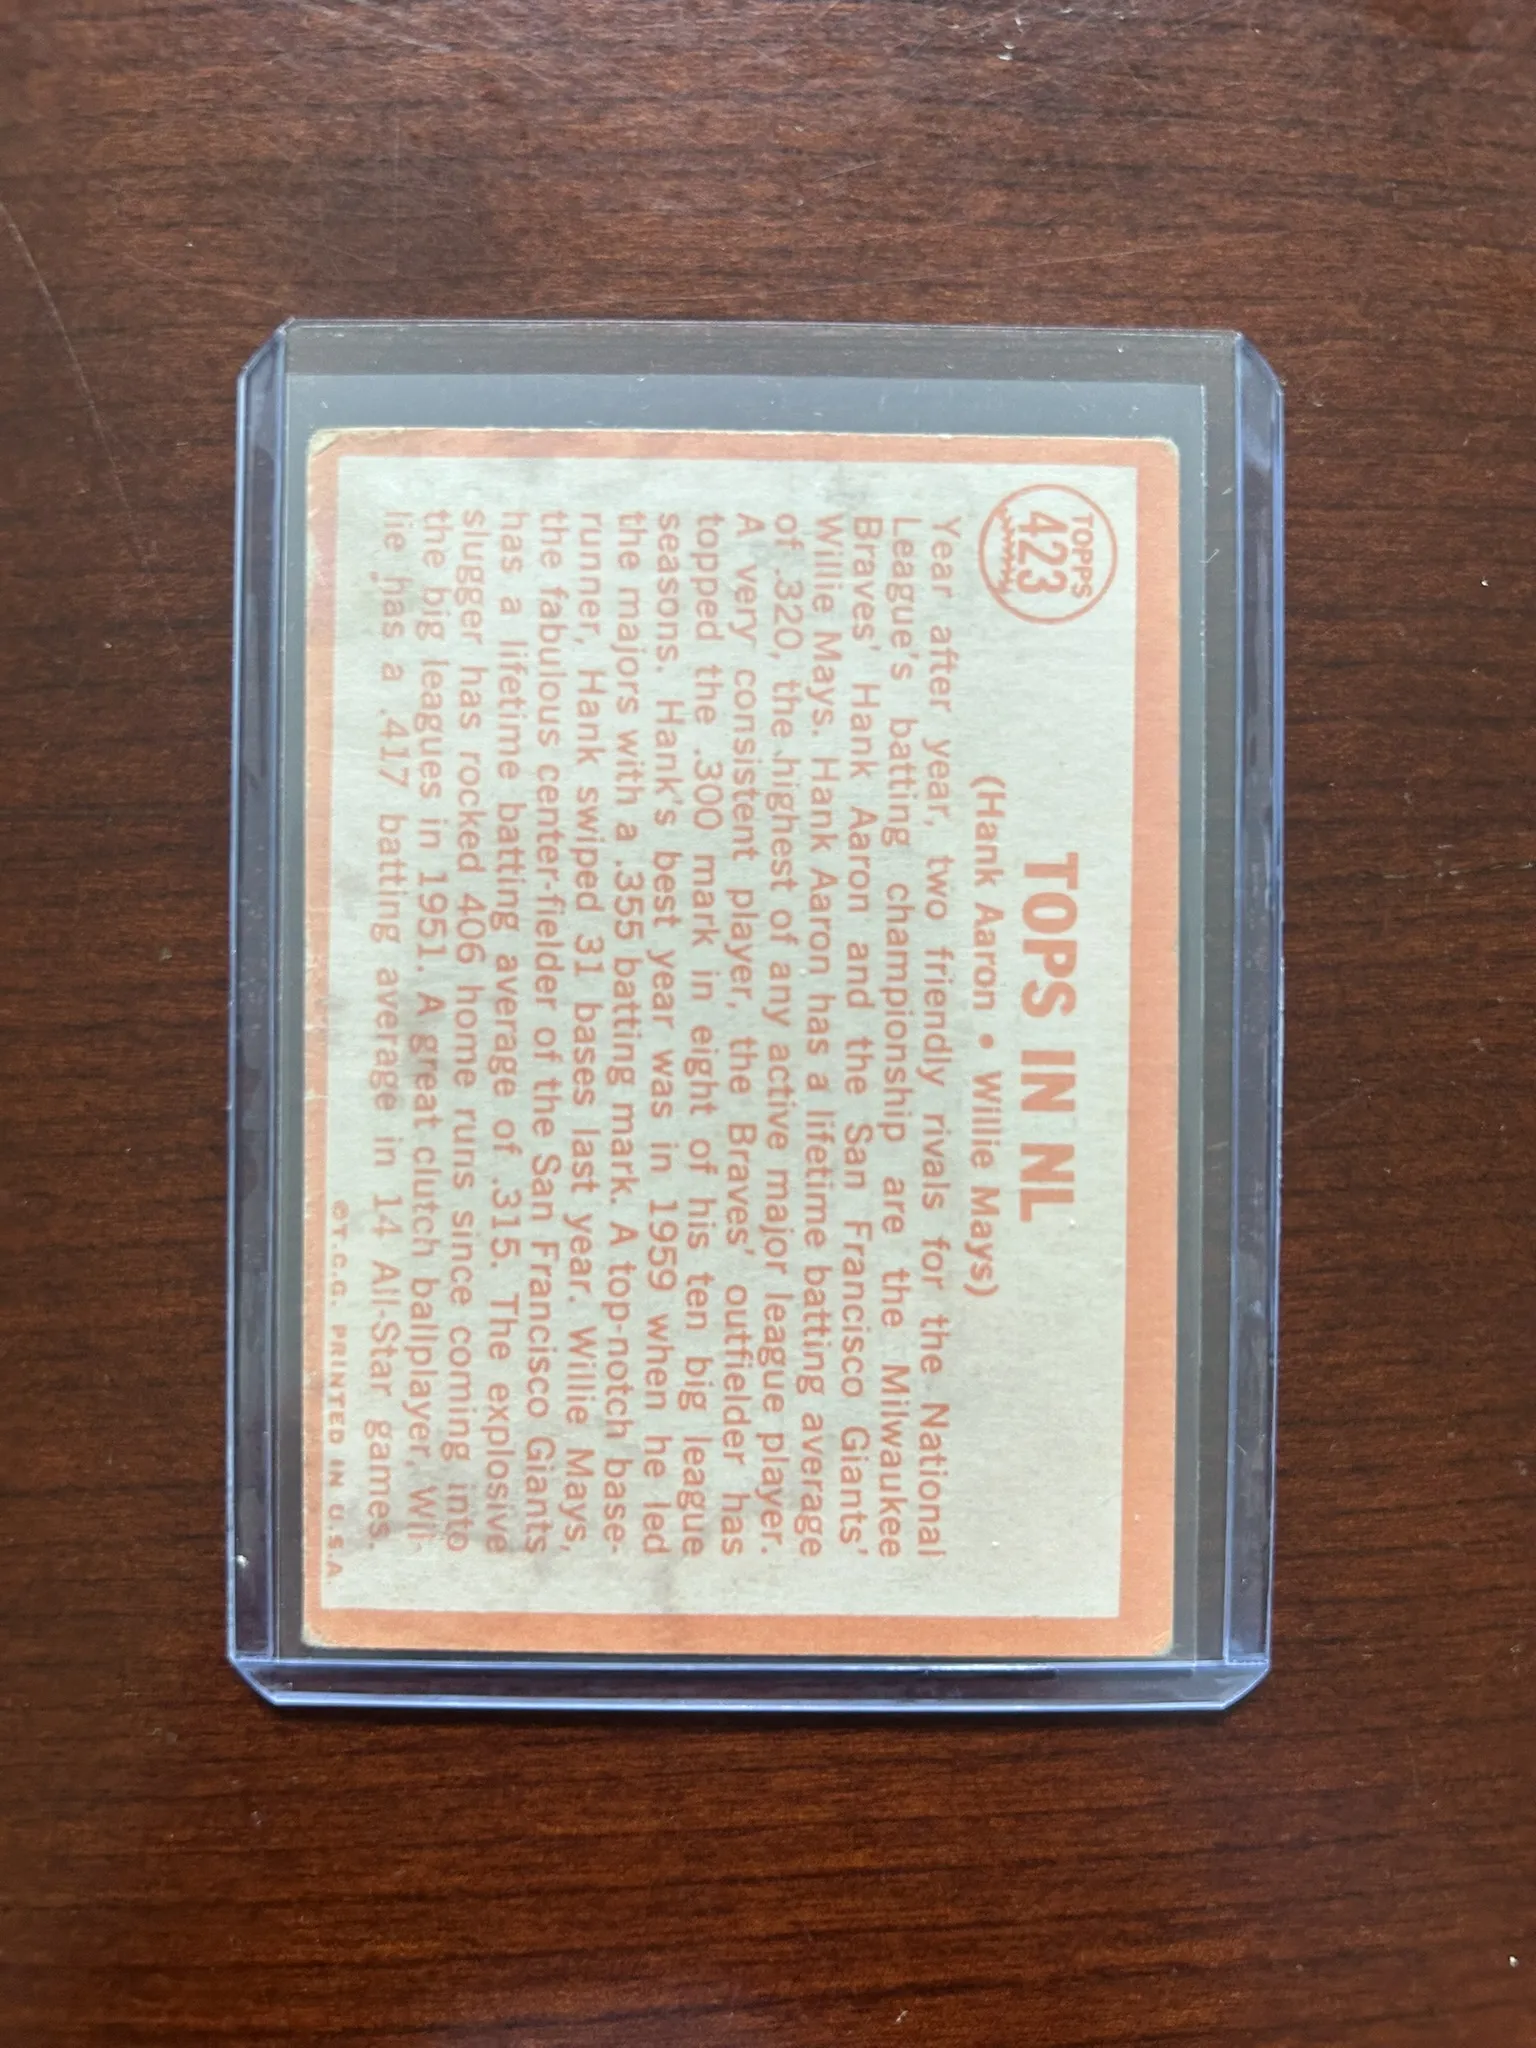 TOPPS
423
TOPS IN NL
(Hank Aaron • Willie Mays)
Year after year, two friendly rivals for the National
League's batting championship are the Milwaukee
Braves' Hank Aaron and the San Francisco Giants'
Willie Mays. Hank Aaron has a lifetime batting average
of .320, the highest of any active major league player.
A very consistent player, the Braves' outfielder has
topped the .300 mark in eight of his ten big league
seasons. Hank's best year was in 1959 when he led
the majors with a .355 batting mark. A top-notch base-
runner, Hank swiped 31 bases last year. Willie Mays,
the fabulous center-fielder of the San Francisco Giants
has a lifetime batting average of .315. The explosive
slugger has rocked 406 home runs since coming into
the big leagues in 1951. A great clutch ballplayer, Wil-
lie has a .417 batting average in 14 All-Star games.
©T.C.G. PRINTED IN U.S.A.